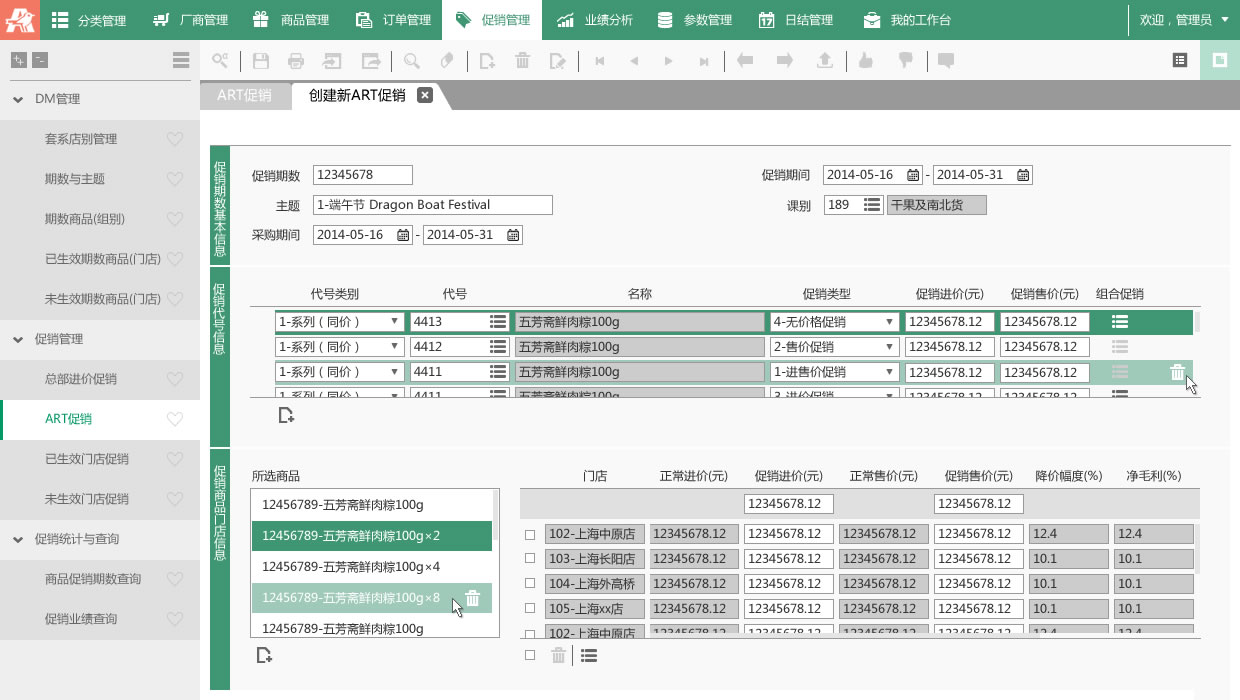 分类管理 厂商管理 商品管理 订单管理 促销管理 业绩分析 参数管理 日结管理 我的工作台 欢迎，管理员
ART促销 创建新ART促销
DM管理
套系店别管理
期数与主题
期数商品(组别)
已生效期数商品(门店)
未生效期数商品(门店)
促销管理
总部进价促销
ART促销
已生效门店促销
未生效门店促销
促销统计与查询
商品促销期数查询
促销业绩查询
促销期数基本信息
促销期数 12345678 促销期间 2014-05-16 - 2014-05-31
主题 1-端午节 Dragon Boat Festival 课别 189 干果及南北货
采购期间 2014-05-16 - 2014-05-31
促销代号信息
代号类别 代号 名称 促销类型 促销进价(元) 促销售价(元) 组合促销
1-系列（同价） 4413 五芳斋鲜肉粽100g 4-无价格促销 12345678.12 12345678.12
1-系列（同价） 4412 五芳斋鲜肉粽100g 2-售价促销 12345678.12 12345678.12
1-系列（同价） 4411 五芳斋鲜肉粽100g 1-进售价促销 12345678.12 12345678.12
1-系列（同价） 4411 五芳斋鲜肉粽100g 3-进价促销 12345678.12 12345678.12
促销商品门店信息
所选商品
12456789-五芳斋鲜肉粽100g
12456789-五芳斋鲜肉粽100g×2
12456789-五芳斋鲜肉粽100g×4
12456789-五芳斋鲜肉粽100g×8
12456789-五芳斋鲜肉粽100g
门店 正常进价(元) 促销进价(元) 正常售价(元) 促销售价(元) 降价幅度(%) 净毛利(%)
12345678.12 12345678.12
102-上海中原店 12345678.12 12345678.12 12345678.12 12345678.12 12.4 12.4
103-上海长阳店 12345678.12 12345678.12 12345678.12 12345678.12 10.1 10.1
104-上海外高桥 12345678.12 12345678.12 12345678.12 12345678.12 10.1 10.1
105-上海xx店 12345678.12 12345678.12 12345678.12 12345678.12 10.1 10.1
102-上海中原店 12345678.12 12345678.12 12345678.12 12345678.12 12.4 12.4